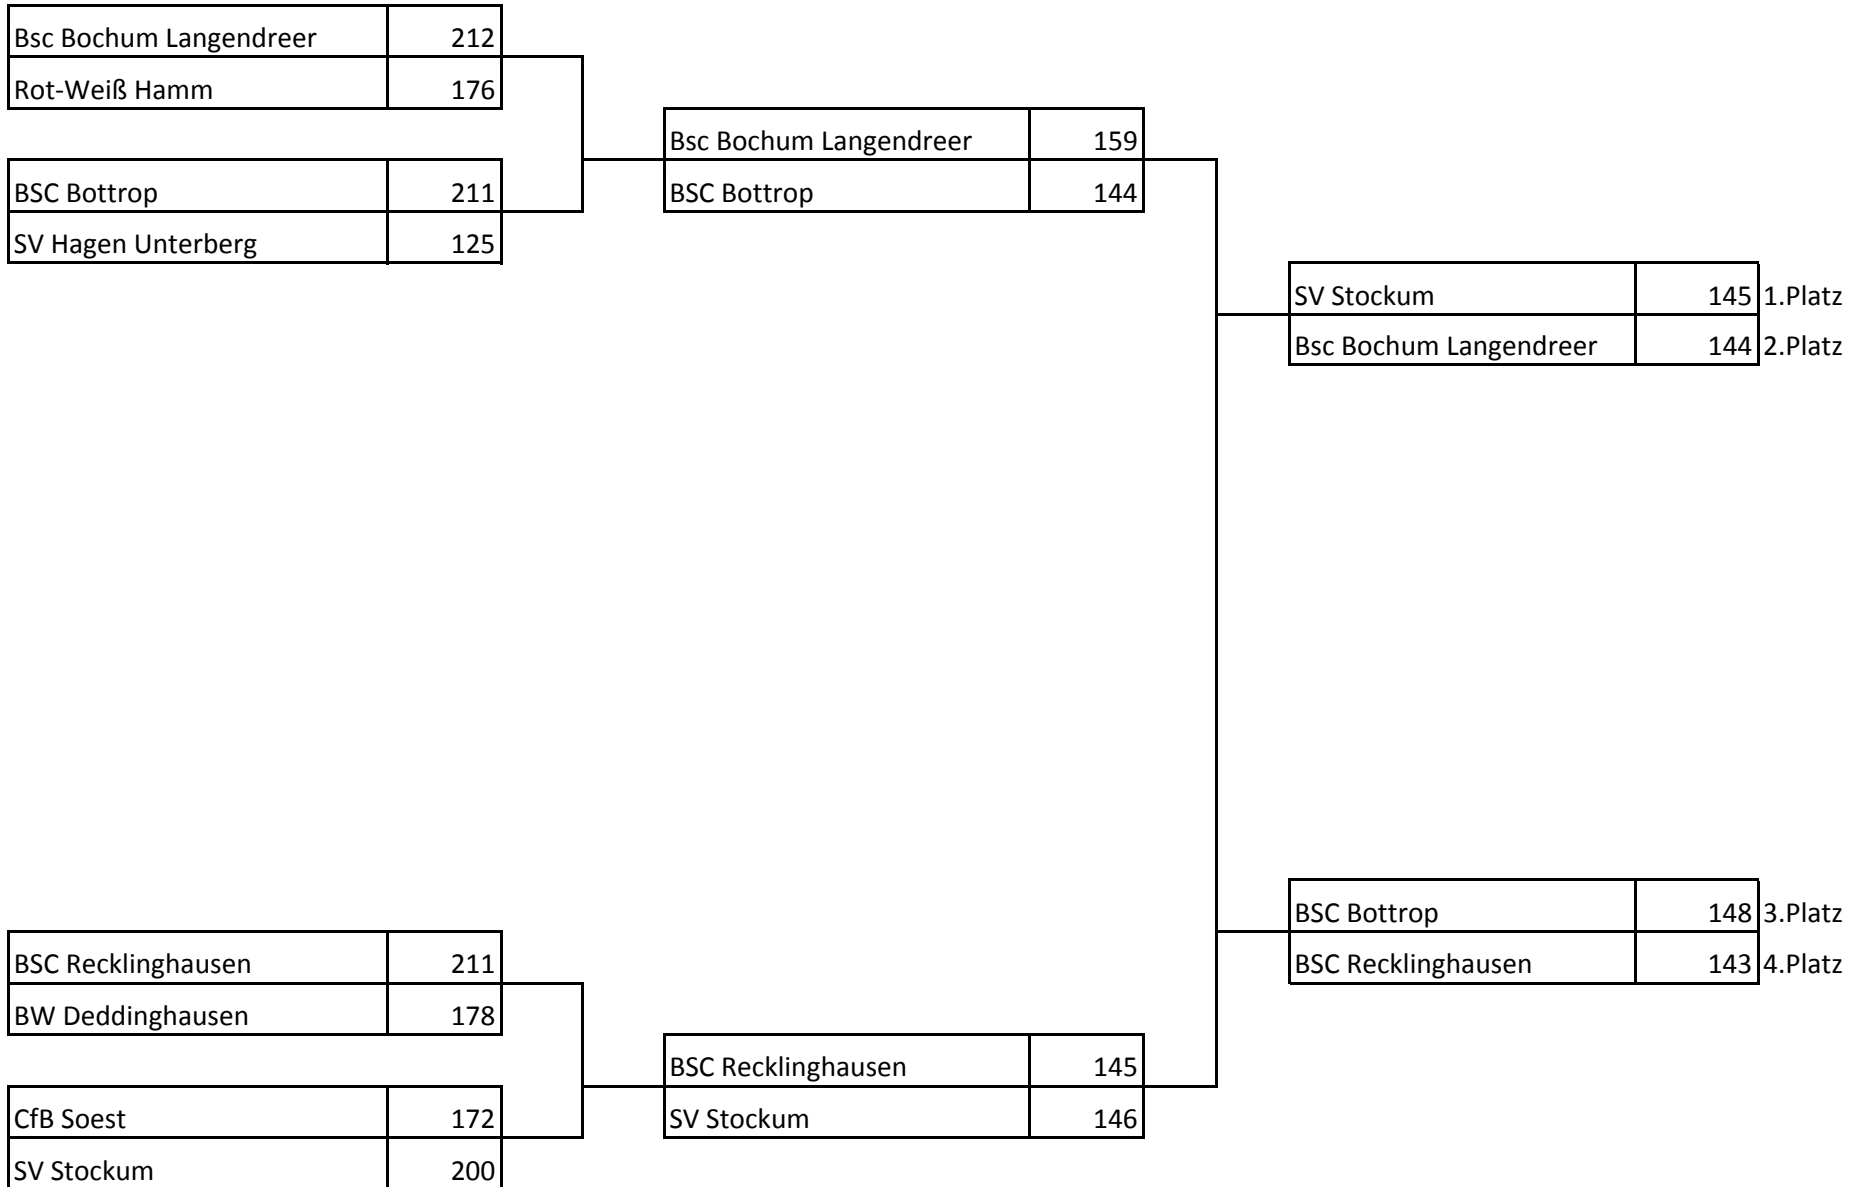 Bsc Bochum Langendreer 212
Rot-Weiß Hamm 176
BSC Bottrop 211
SV Hagen Unterberg 125
Bsc Bochum Langendreer 159
BSC Bottrop 144
SV Stockum 145 1.Platz
Bsc Bochum Langendreer 144 2.Platz
BSC Bottrop 148 3.Platz
BSC Recklinghausen 143 4.Platz
BSC Recklinghausen 211
BW Deddinghausen 178
CfB Soest 172
SV Stockum 200
BSC Recklinghausen 145
SV Stockum 146